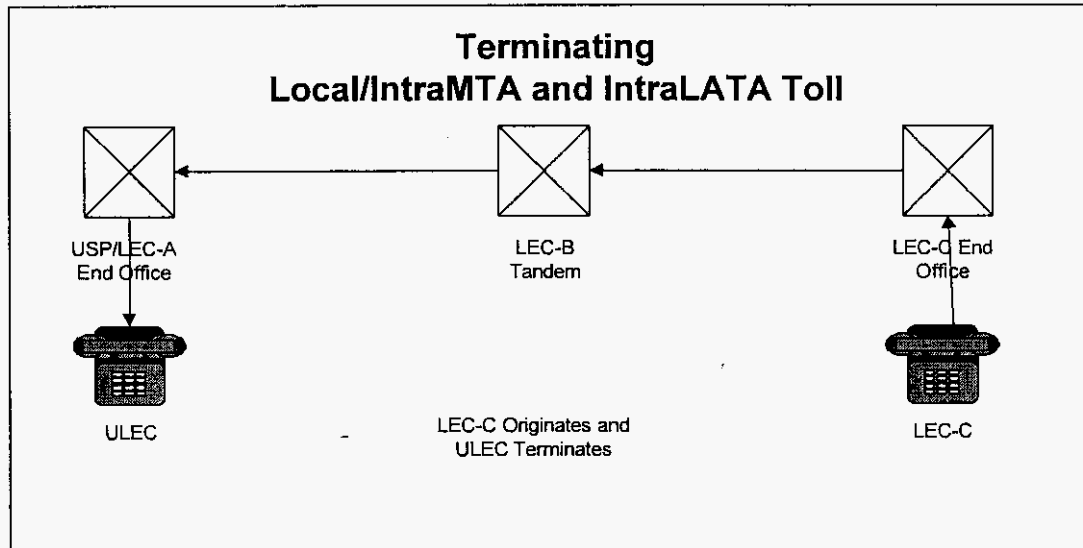 Terminating
Local/IntraMTA and IntraLATA Toll
USP/LEC-A
End Office
LEC-B
Tandem
LEC-C End
Office
ULEC
LEC-C Originates and
ULEC Terminates
LEC-C